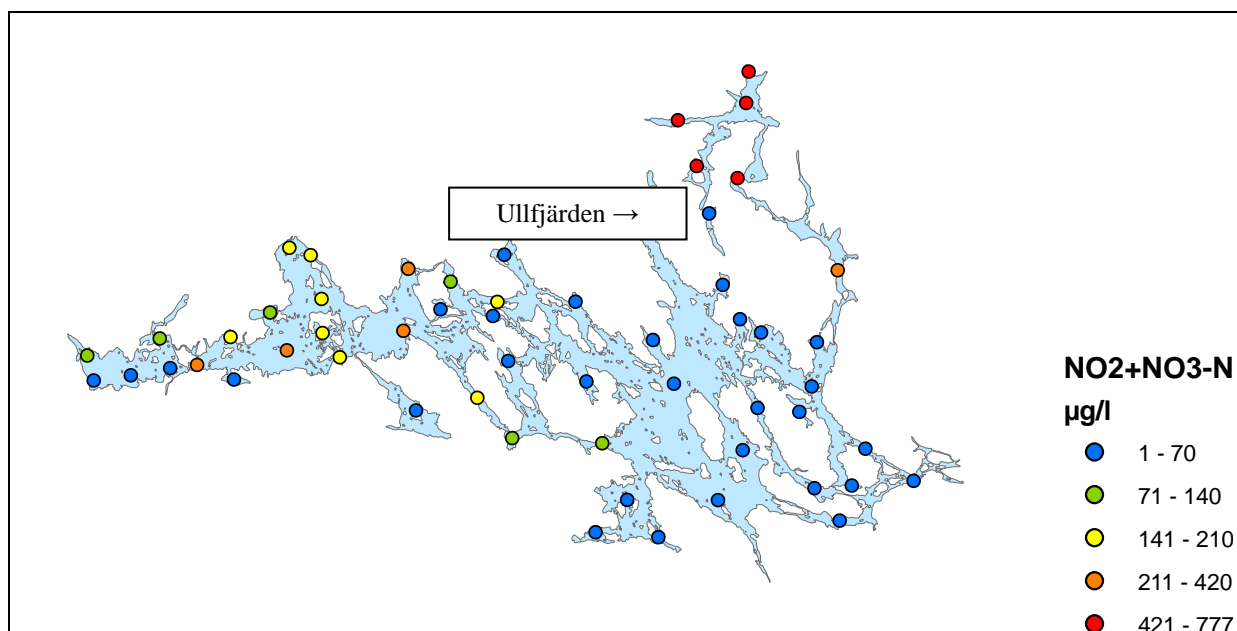 Ullfjärden →
NO2+NO3-N
µg/l
1 - 70
71 - 140
141 - 210
211 - 420
421 - 777